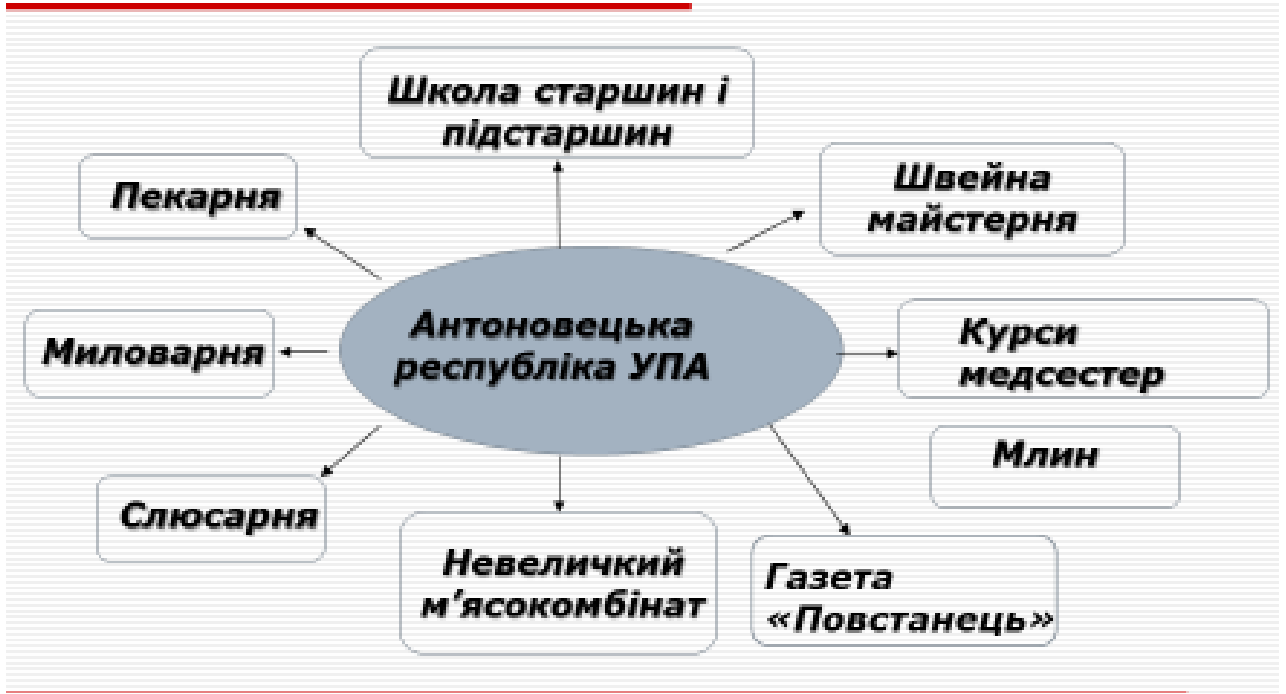 Школа старшин і
підстаршин
Пекарня
Швейна
майстерня
Антоновецька
республіка УПА
Миловарня
Курси
медсестер
Млин
Слюсарня
Невеличкий
м’ясокомбінат
Газета
«Повстанець»